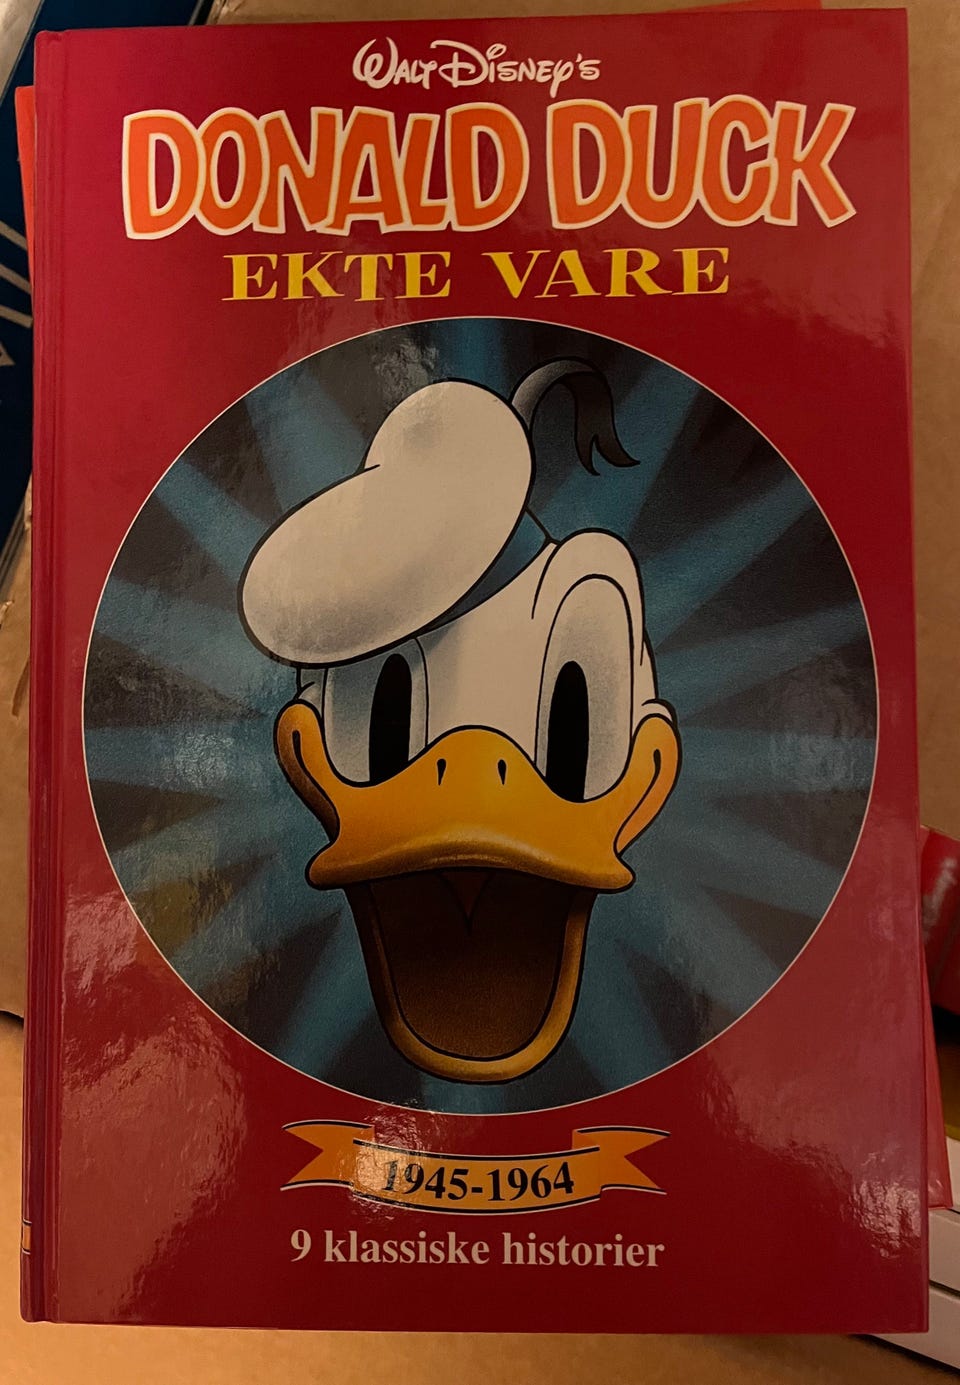 WALT DISNEY'S
DONALD DUCK
EKTE VARE
1945-1964
9 klassiske historier